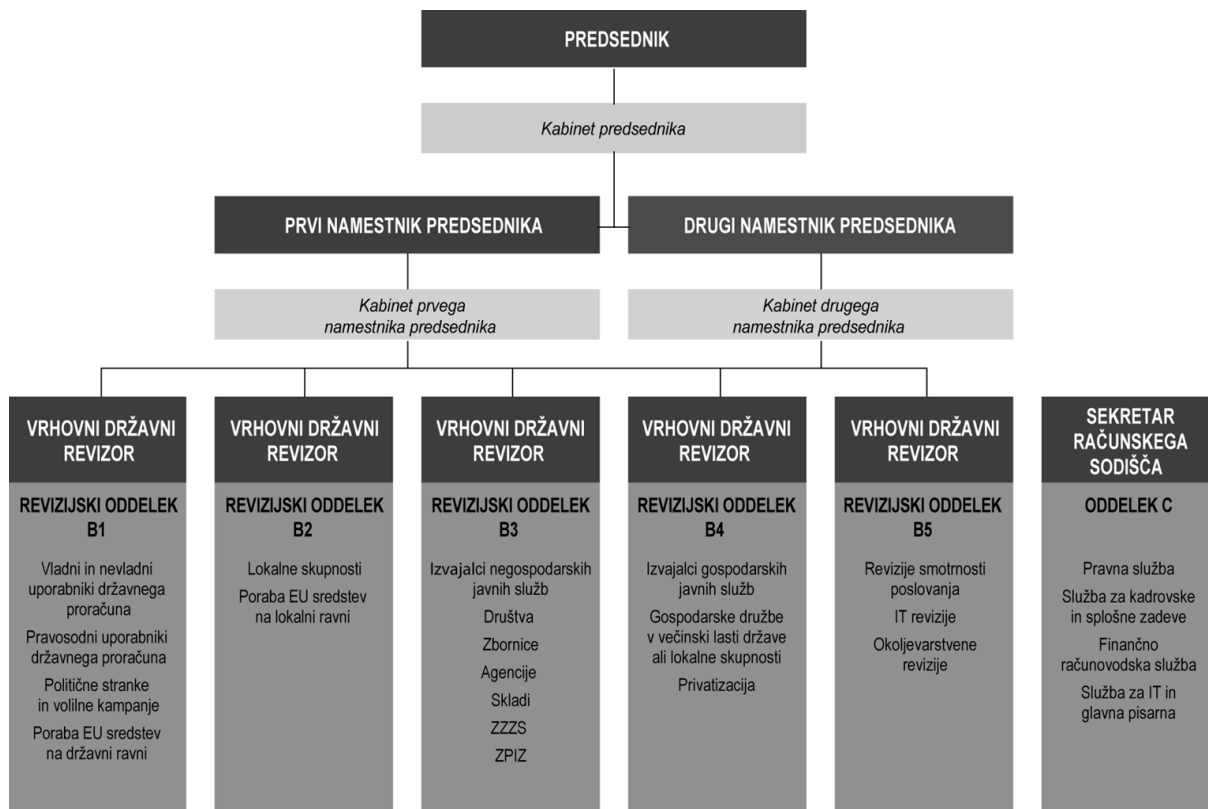 PREDSEDNIK
Kabinet predsednika
PRVI NAMESTNIK PREDSEDNIKA
DRUGI NAMESTNIK PREDSEDNIKA
Kabinet prvega
namestnika predsednika
Kabinet drugega
namestnika predsednika
VRHOVNI DRŽAVNI
REVIZOR
REVIZIJSKI ODDELEK
B1
Vladni in nevladni
uporabniki državnega
proračuna
Pravosodni uporabniki
državnega proračuna
Politične stranke
in volilne kampanje
Poraba EU sredstev
na državni ravni
VRHOVNI DRŽAVNI
REVIZOR
REVIZIJSKI ODDELEK
B2
Lokalne skupnosti
Poraba EU sredstev
na lokalni ravni
VRHOVNI DRŽAVNI
REVIZOR
REVIZIJSKI ODDELEK
B3
Izvajalci negospodarskih
javnih služb
Društva
Zbornice
Agencije
Skladi
ZZZS
ZPIZ
VRHOVNI DRŽAVNI
REVIZOR
REVIZIJSKI ODDELEK
B4
Izvajalci gospodarskih
javnih služb
Gospodarske družbe
v večinski lasti države
ali lokalne skupnosti
Privatizacija
VRHOVNI DRŽAVNI
REVIZOR
REVIZIJSKI ODDELEK
B5
Revizije smotrnosti
poslovanja
IT revizije
Okoljevarstvene
revizije
SEKRETAR
RAČUNSKEGA
SODIŠČA
ODDELEK C
Pravna služba
Služba za kadrovske
in splošne zadeve
Finančno
računovodska služba
Služba za IT in
glavna pisarna